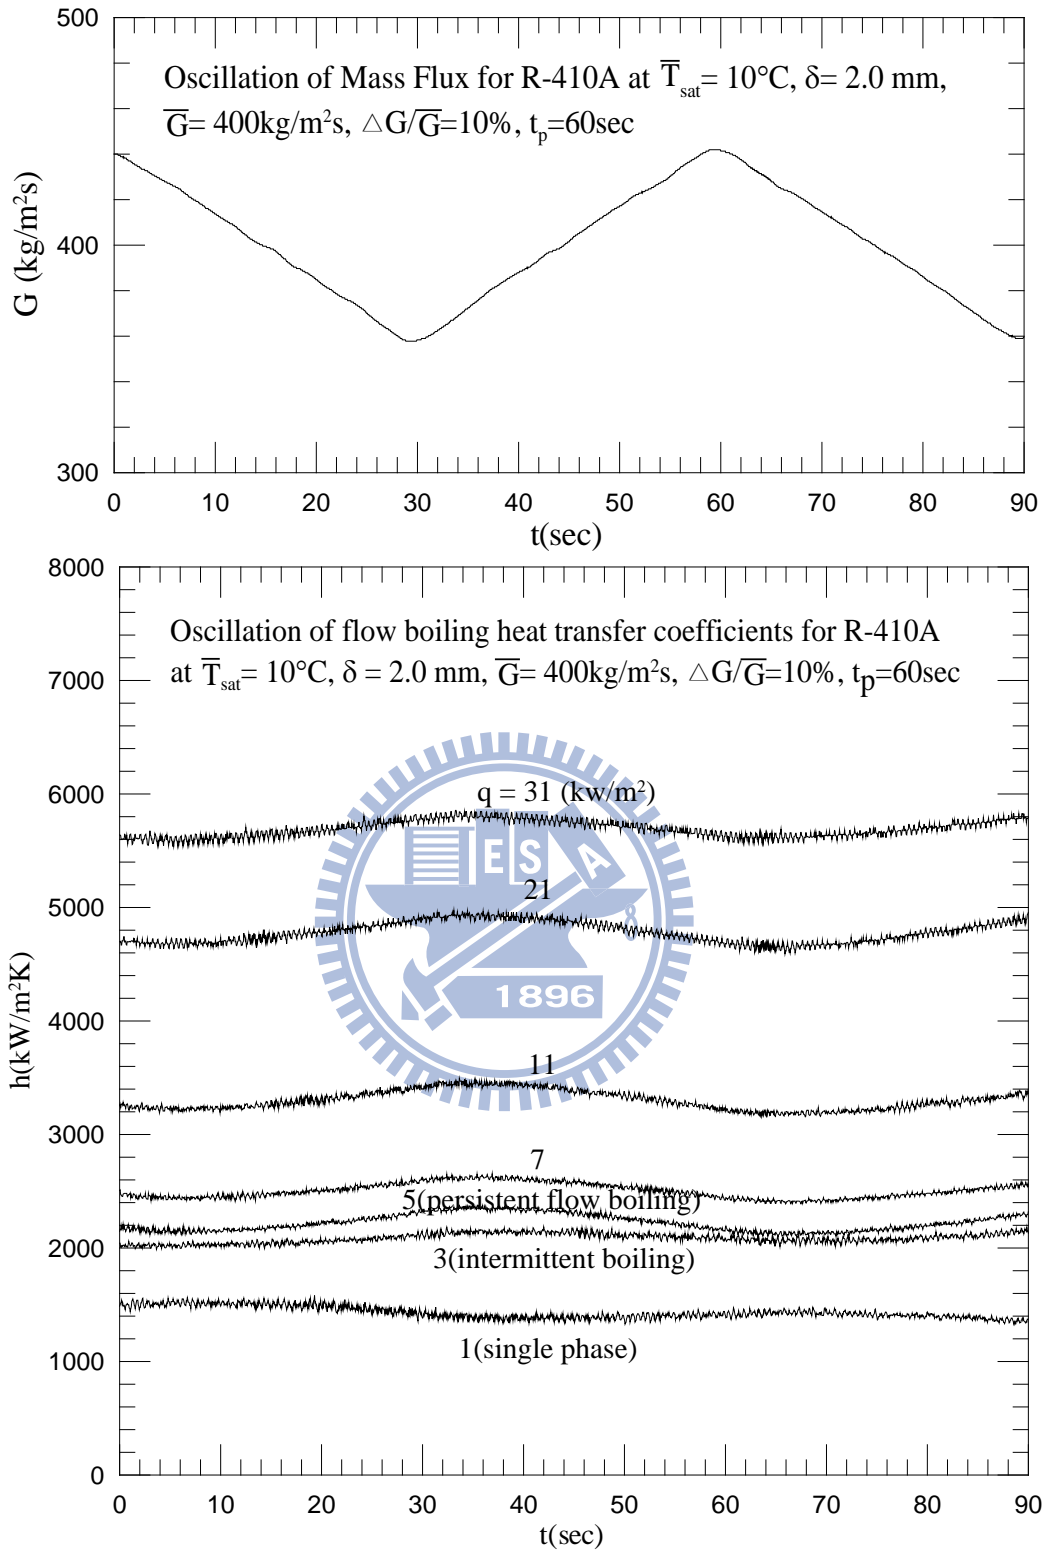 500
Oscillation of Mass Flux for R-410A at T̅sat= 10°C, δ= 2.0 mm,
G̅= 400kg/m²s, △G/G̅=10%, tp=60sec
G (kg/m²s)
400
300
0 10 20 30 40 50 60 70 80 90
t(sec)
8000
Oscillation of flow boiling heat transfer coefficients for R-410A
at T̅sat= 10°C, δ = 2.0 mm, G̅= 400kg/m²s, △G/G̅=10%, tp=60sec
7000
6000
q = 31 (kw/m²)
ES
A
21
5000
1896
4000
h(kW/m²K)
11
3000
7
5(persistent flow boiling)
2000
3(intermittent boiling)
1(single phase)
1000
0
0 10 20 30 40 50 60 70 80 90
t(sec)